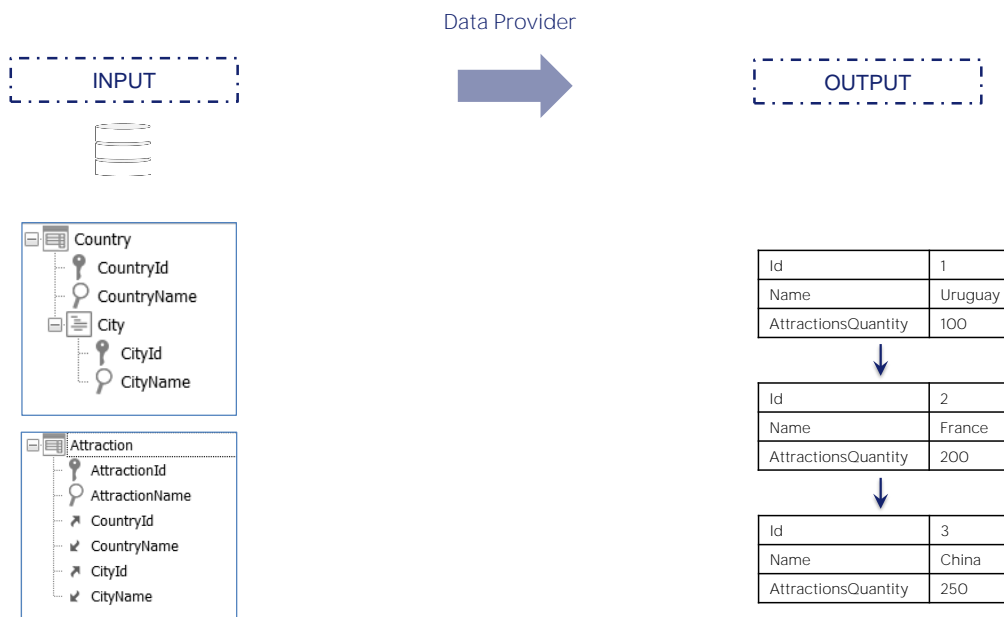 Data Provider
INPUT
OUTPUT
Country
CountryId
CountryName
City
CityId
CityName
Attraction
AttractionId
AttractionName
CountryId
CountryName
CityId
CityName
Id 1
Name Uruguay
AttractionsQuantity 100
Id 2
Name France
AttractionsQuantity 200
Id 3
Name China
AttractionsQuantity 250